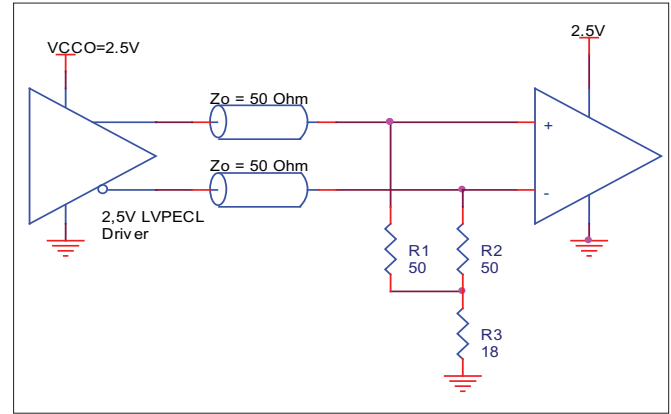 VCCO=2.5V
2.5V
Zo = 50 Ohm
+
Zo = 50 Ohm
-
2,5V LVPECL
Driver
R1
50
R2
50
R3
18